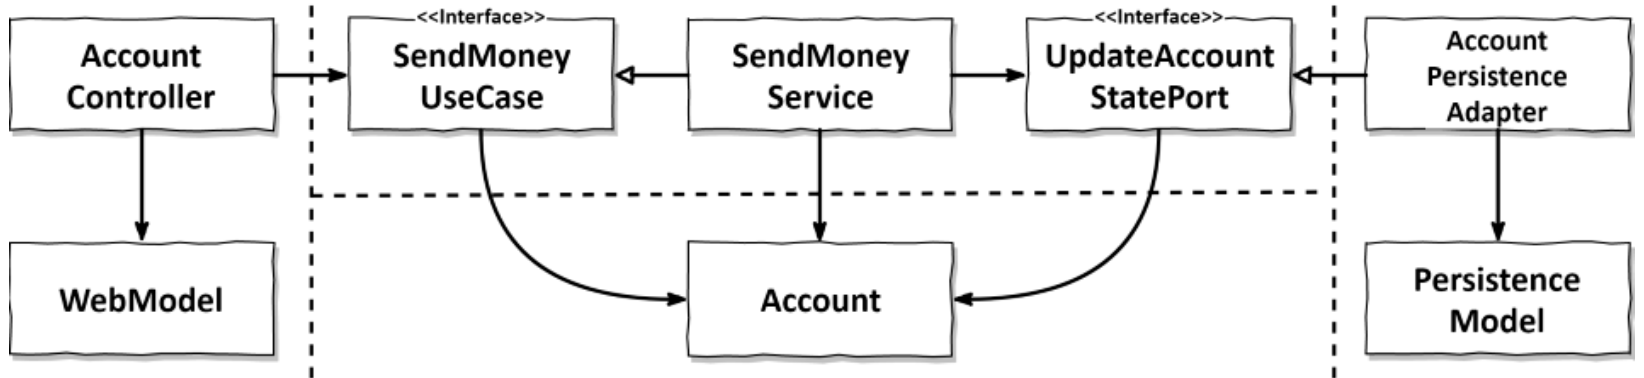 <<Interface>>
<<Interface>>
Account
Controller
SendMoney
UseCase
SendMoney
Service
UpdateAccount
StatePort
Account
Persistence
Adapter
WebModel
Account
Persistence
Model